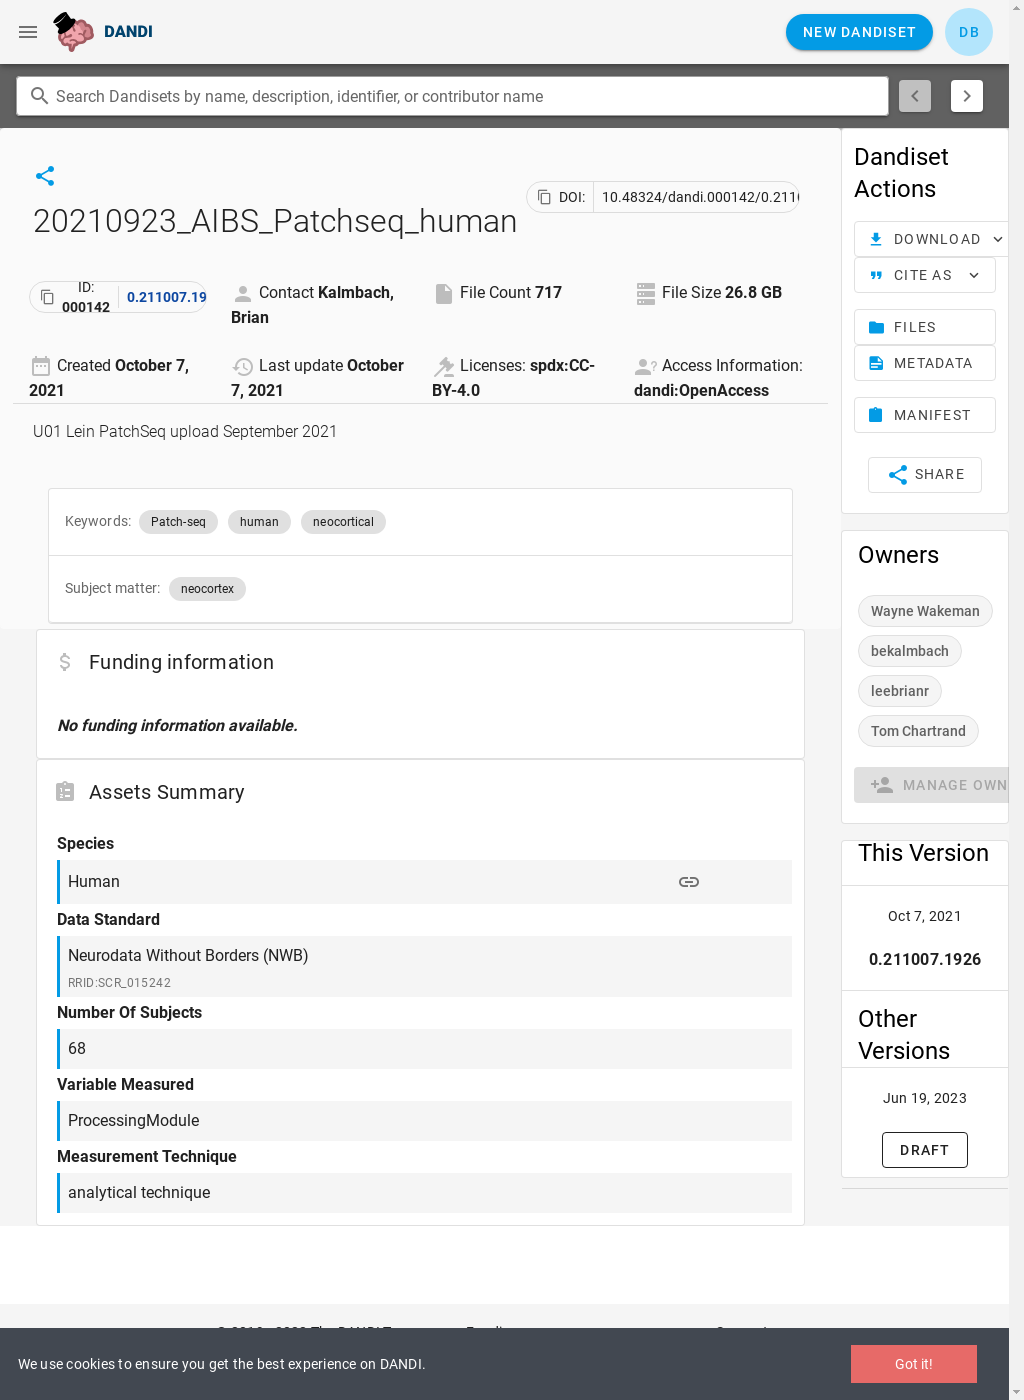 DANDI
NEW DANDISET
DB
Search Dandisets by name, description, identifier, or contributor name
20210923_AIBS_Patchseq_human
DOI: 10.48324/dandi.000142/0.211
ID: 000142 0.211007.19
Contact Kalmbach, Brian
File Count 717
File Size 26.8 GB
Created October 7, 2021
Last update October 7, 2021
Licenses: spdx:CC-BY-4.0
Access Information: dandi:OpenAccess
U01 Lein PatchSeq upload September 2021
Keywords: Patch-seq human neocortical
Subject matter: neocortex
Funding information
No funding information available.
Assets Summary
Species
Human
Data Standard
Neurodata Without Borders (NWB)
RRID:SCR_015242
Number Of Subjects
68
Variable Measured
ProcessingModule
Measurement Technique
analytical technique
Dandiset
Actions
DOWNLOAD
CITE AS
FILES
METADATA
MANIFEST
SHARE
Owners
Wayne Wakeman
bekalmbach
leebrianr
Tom Chartrand
MANAGE OWN
This Version
Oct 7, 2021
0.211007.1926
Other
Versions
Jun 19, 2023
DRAFT
We use cookies to ensure you get the best experience on DANDI.
Got it!